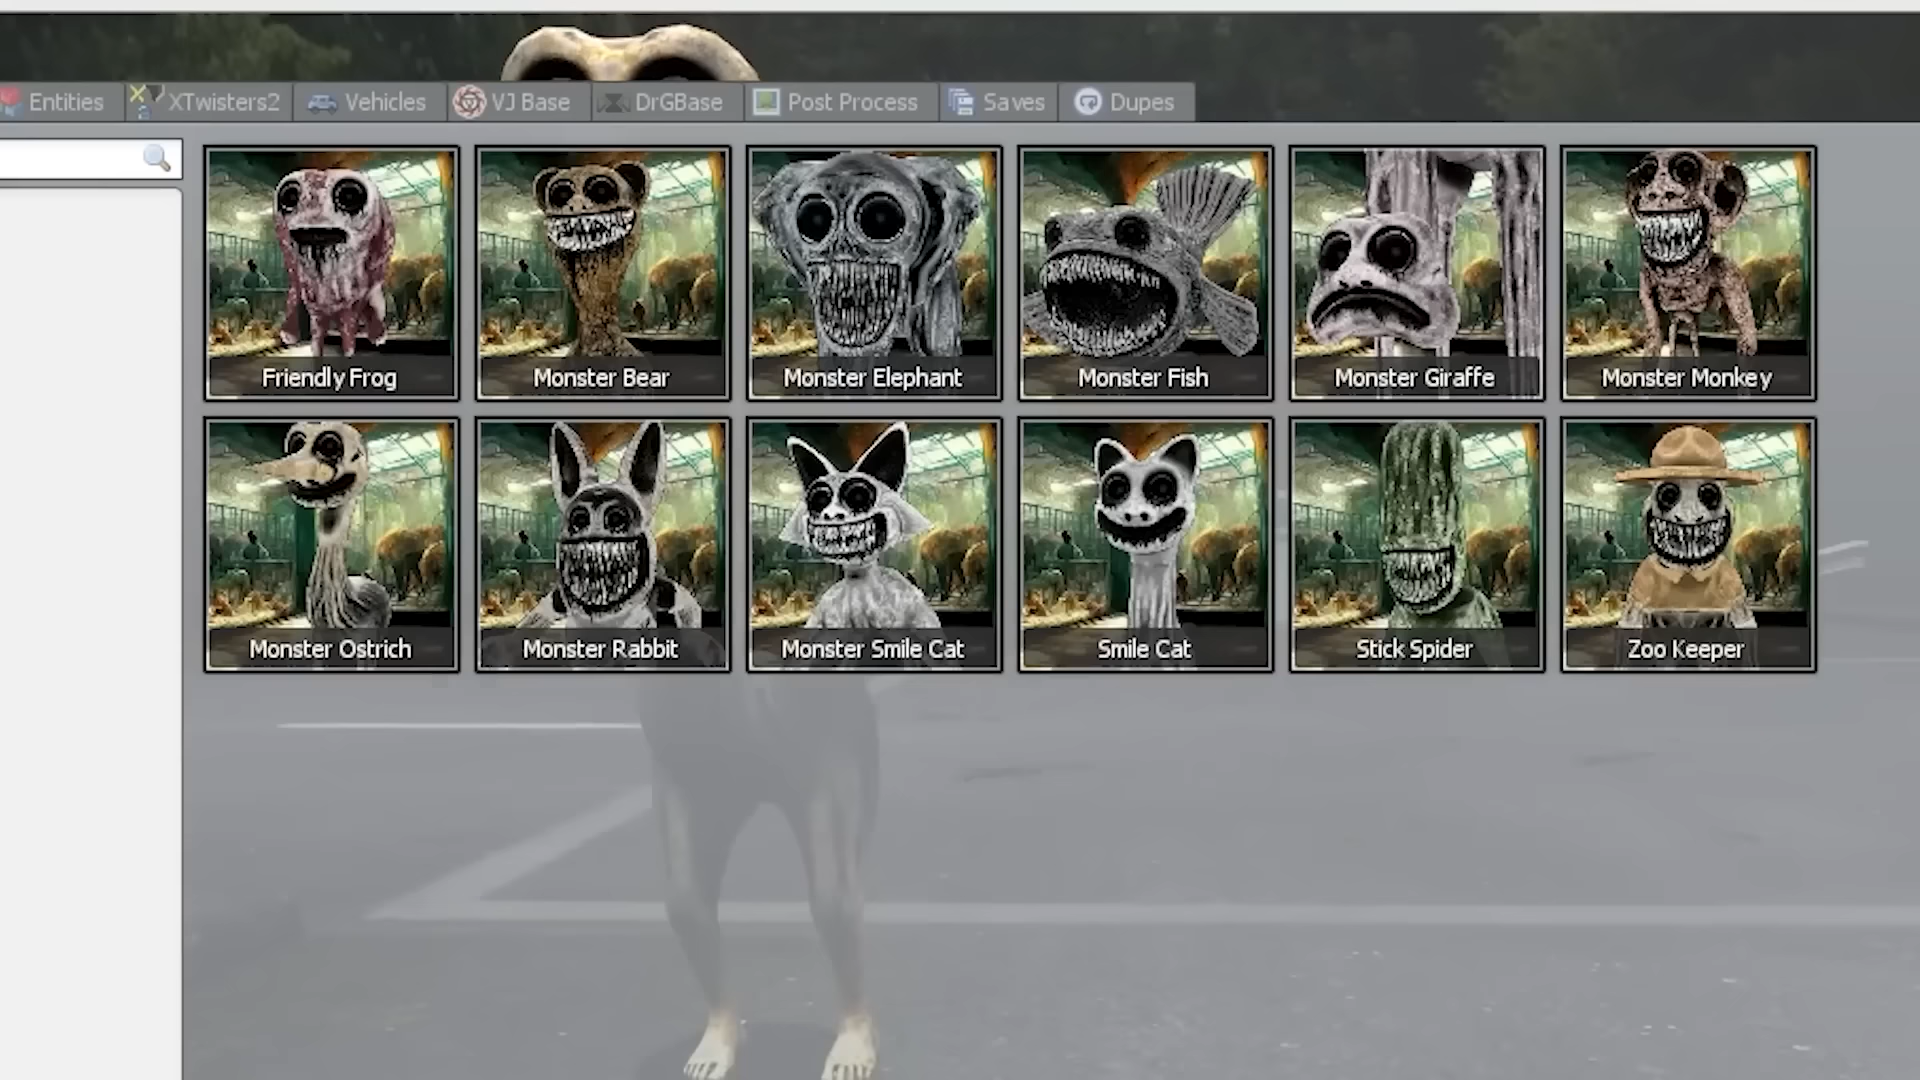 Entities XTwisters2 Vehicles VJ Base DrGBase Post Process Saves Dupes
Friendly Frog Monster Bear Monster Elephant Monster Fish Monster Giraffe Monster Monkey
Monster Ostrich Monster Rabbit Monster Smile Cat Smile Cat Stick Spider Zoo Keeper